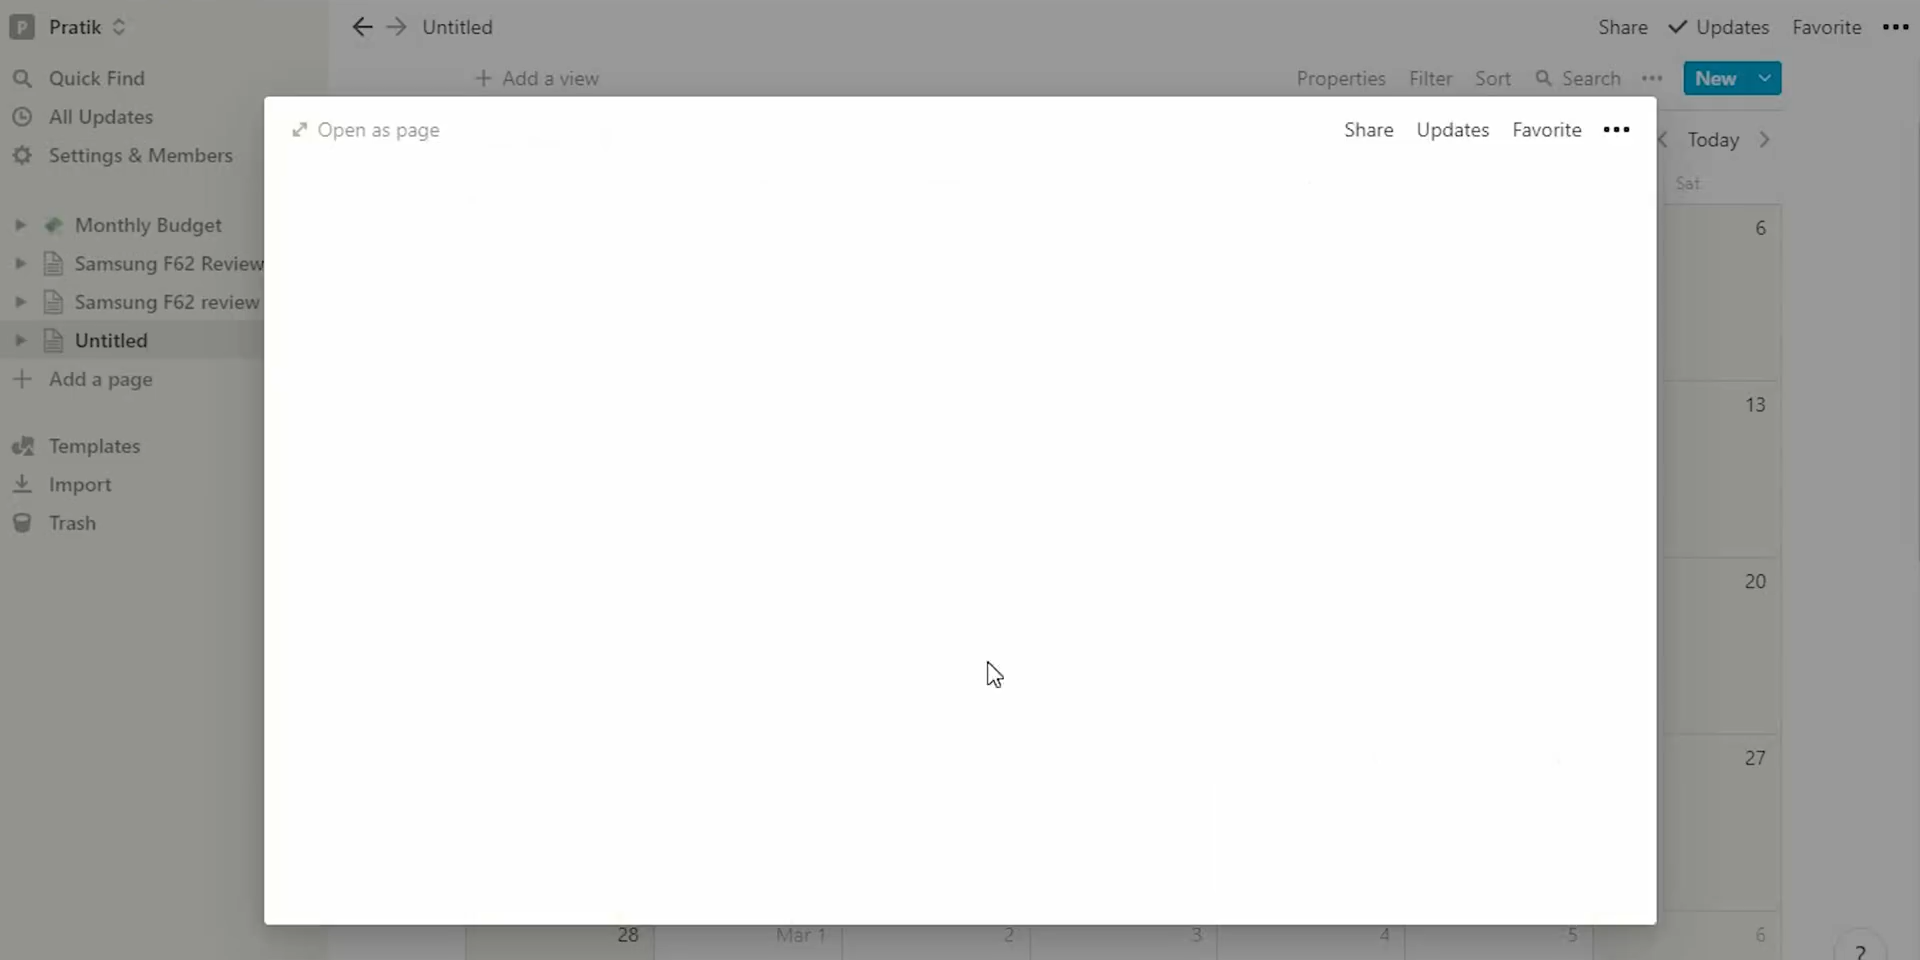 P Pratik
Untitled
Share Updates Favorite
Quick Find
All Updates
Settings & Members
Monthly Budget
Samsung F62 Review
Samsung F62 review
Untitled
Add a page
Templates
Import
Trash
Add a view
Properties Filter Sort Search New
Open as page
Share Updates Favorite
Today
Sat
6
13
20
27
28 Mar 1 2 3 4 5 6
?